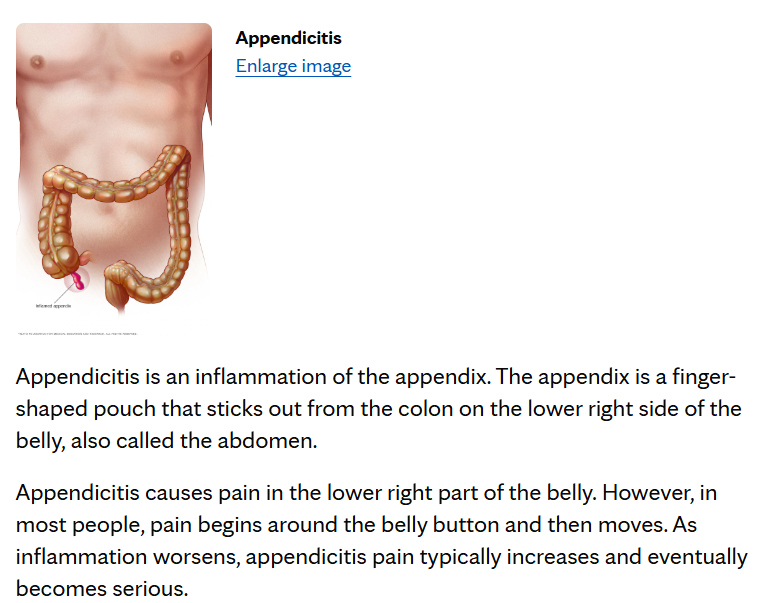 Appendicitis
Enlarge image
Inflamed appendix
Appendicitis is an inflammation of the appendix. The appendix is a finger-
shaped pouch that sticks out from the colon on the lower right side of the
belly, also called the abdomen.
Appendicitis causes pain in the lower right part of the belly. However, in
most people, pain begins around the belly button and then moves. As
inflammation worsens, appendicitis pain typically increases and eventually
becomes serious.